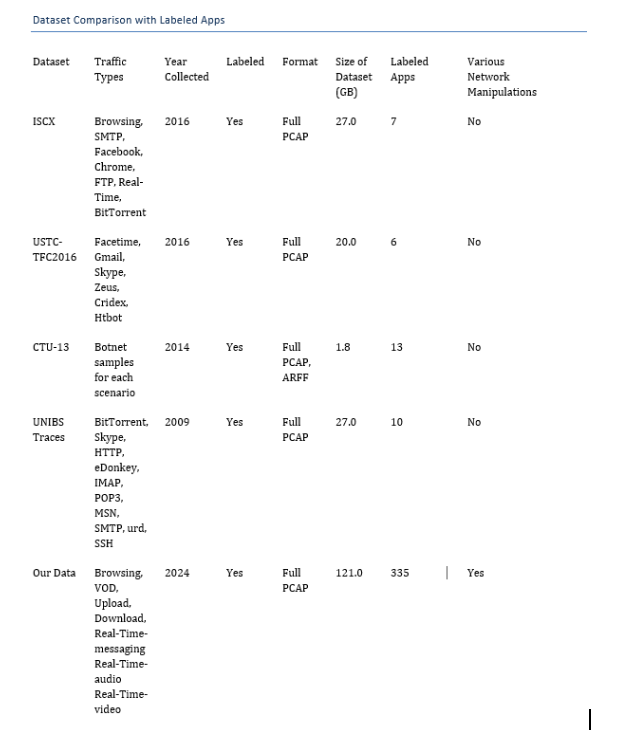 Dataset Comparison with Labeled Apps
Dataset Traffic Types Year Collected Labeled Format Size of Dataset (GB) Labeled Apps Various Network Manipulations
ISCX Browsing, SMTP, Facebook, Chrome, FTP, Real-Time, BitTorrent 2016 Yes Full PCAP 27.0 7 No
USTC-TFC2016 Facetime, Gmail, Skype, Zeus, Cridex, Htbot 2016 Yes Full PCAP 20.0 6 No
CTU-13 Botnet samples for each scenario 2014 Yes Full PCAP, ARFF 1.8 13 No
UNIBS Traces BitTorrent, Skype, HTTP, eDonkey, IMAP, POP3, MSN, SMTP, urd, SSH 2009 Yes Full PCAP 27.0 10 No
Our Data Browsing, VOD, Upload, Download, Real-Time-messaging Real-Time-audio Real-Time-video 2024 Yes Full PCAP 121.0 335 Yes